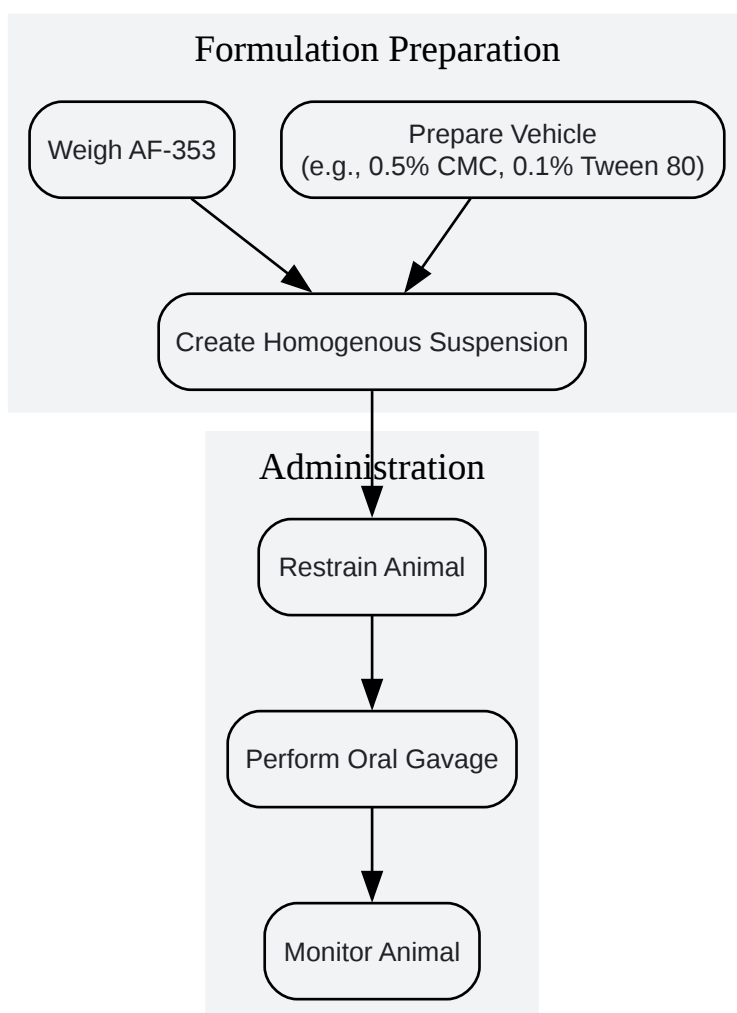 Formulation Preparation
Weigh AF-353
Prepare Vehicle
(e.g., 0.5% CMC, 0.1% Tween 80)
Create Homogenous Suspension
Administration
Restrain Animal
Perform Oral Gavage
Monitor Animal